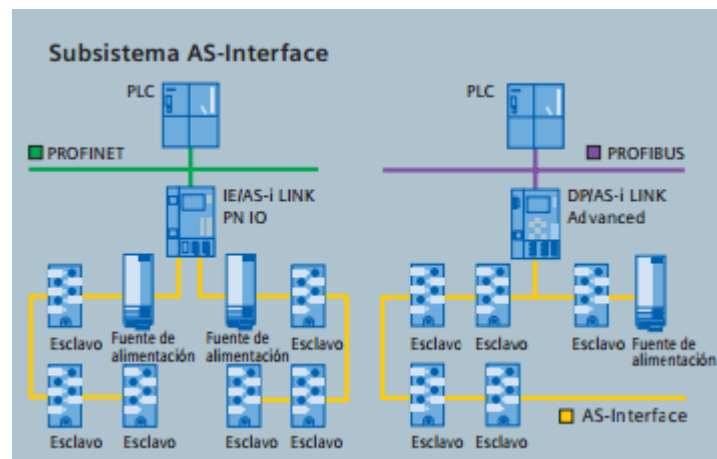 Subsistema AS-Interface
PLC
PLC
PROFINET
PROFIBUS
IE/AS-i LINK
PN IO
DP/AS-i LINK
Advanced
Esclavo
Fuente de
alimentación
Fuente de
alimentación
Esclavo
Esclavo
Esclavo
Esclavo
Fuente de
alimentación
Esclavo
Esclavo
Esclavo
Esclavo
Esclavo
Esclavo
AS-Interface